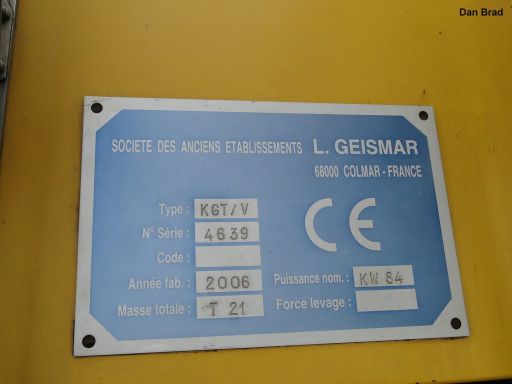 Dan Brad
SOCIETE DES ANCIENS ETABLISSEMENTS L. GEISMAR
68000 COLMAR - FRANCE
Type : KGT/V
N° Série : 4639
Code :
Année fab. : 2006
Masse totale : T 21
CE
Puissance nom. : KW 84
Force levage :